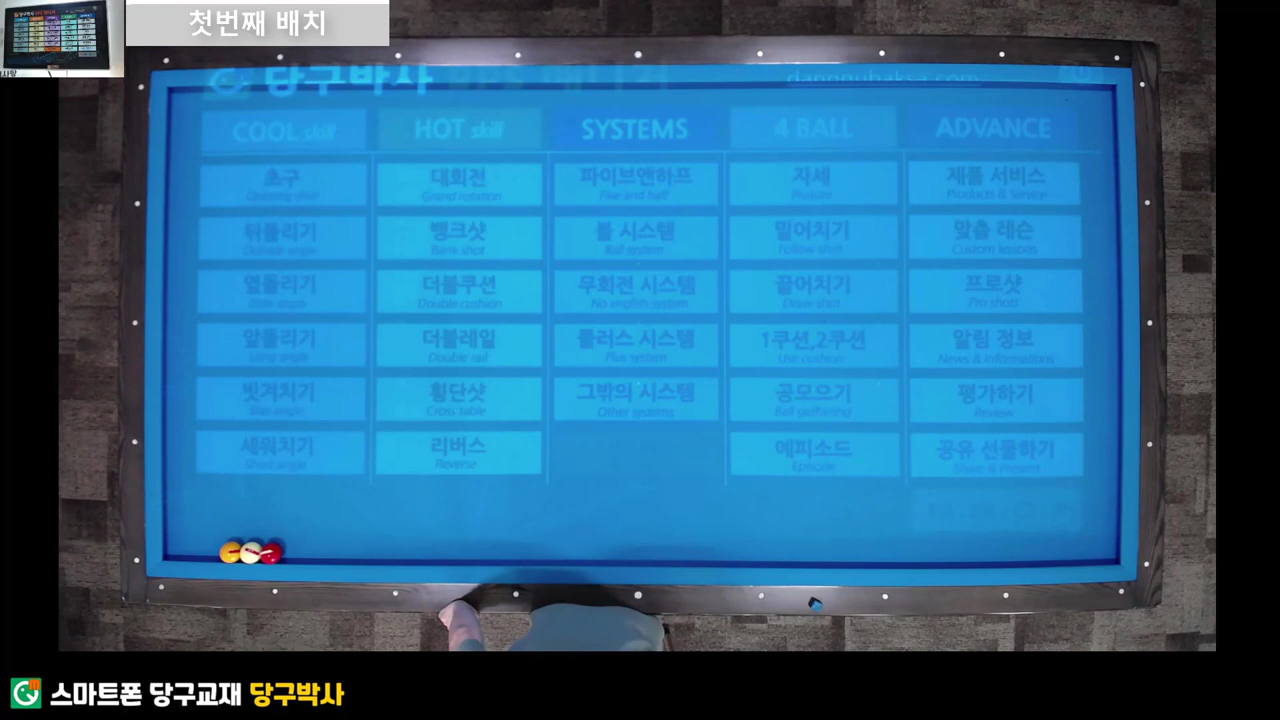 첫번째 배치
당구박사
danggubaksa.com
COOL skill
HOT skill
SYSTEMS
4 BALL
ADVANCE
초구
Opening shot
대회전
Grand rotation
파이브앤하프
Five and half
자세
Posture
제품 서비스
Products & Service
뒤돌리기
Outside angle
뱅크샷
Bank shot
볼 시스템
Ball system
밀어치기
Follow shot
맞춤 레슨
Custom lessons
옆돌리기
Side angle
더블쿠션
Double cushion
무회전 시스템
No english system
끌어치기
Draw shot
프로샷
Pro shots
앞돌리기
Long angle
더블레일
Double rail
플러스 시스템
Plus system
1쿠션,2쿠션
Use cushion
알림 정보
News & Informations
빗겨치기
Bias angle
횡단샷
Cross table
그밖의 시스템
Other systems
공모으기
Ball gathering
평가하기
Review
세워치기
Short angle
리버스
Reverse
에피소드
Episode
공유 선물하기
Share & Present
스마트폰 당구교재 당구박사